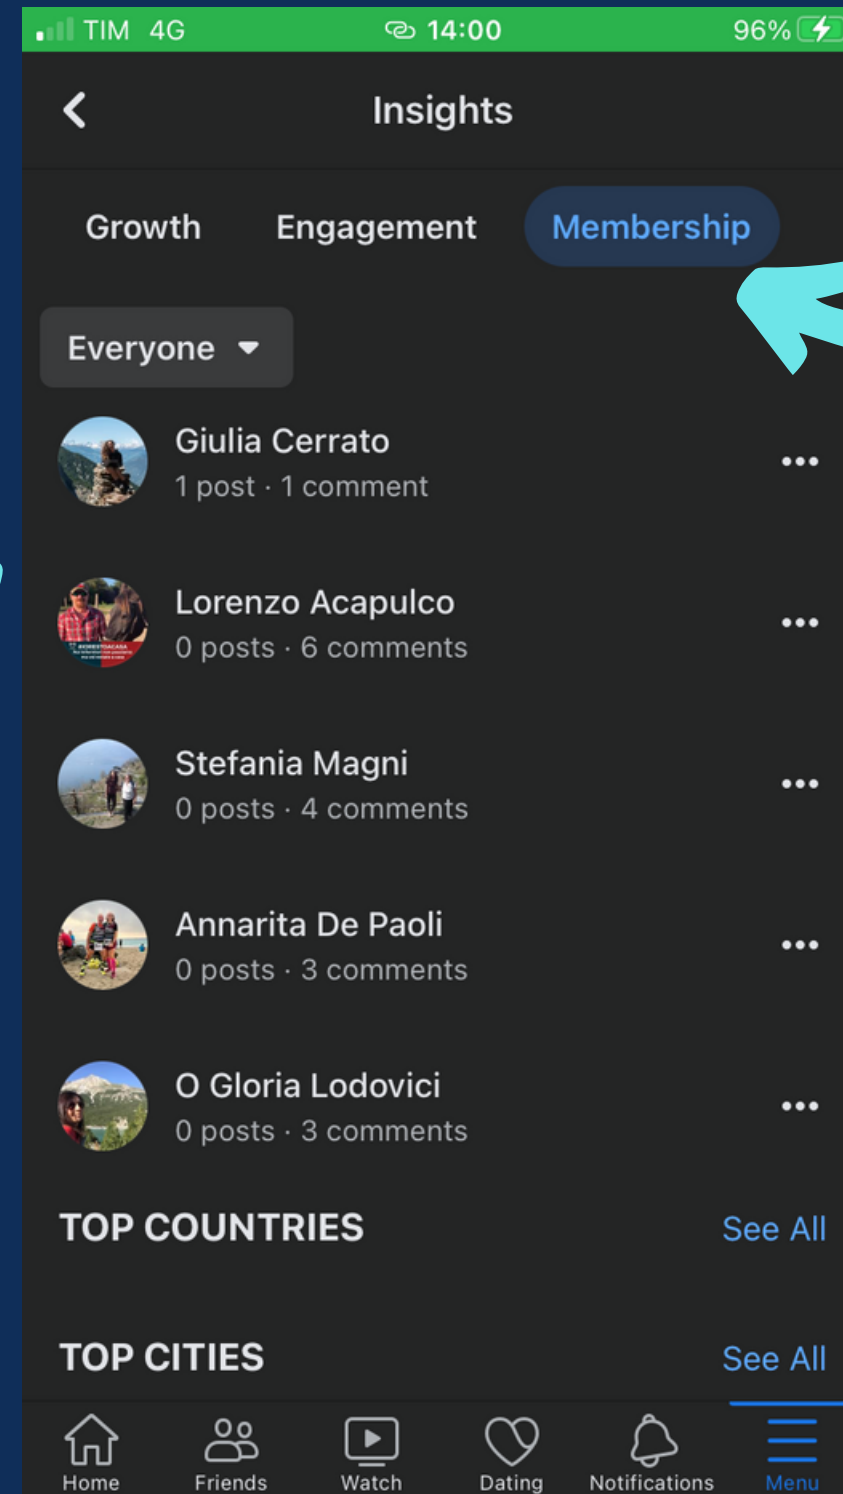 TIM 4G 14:00 96%
Insights
Growth Engagement Membership
Everyone
Giulia Cerrato
1 post · 1 comment
Lorenzo Acapulco
0 posts · 6 comments
Stefania Magni
0 posts · 4 comments
Annarita De Paoli
0 posts · 3 comments
O Gloria Lodovici
0 posts · 3 comments
TOP COUNTRIES See All
TOP CITIES See All
Home Friends Watch Dating Notifications Menu